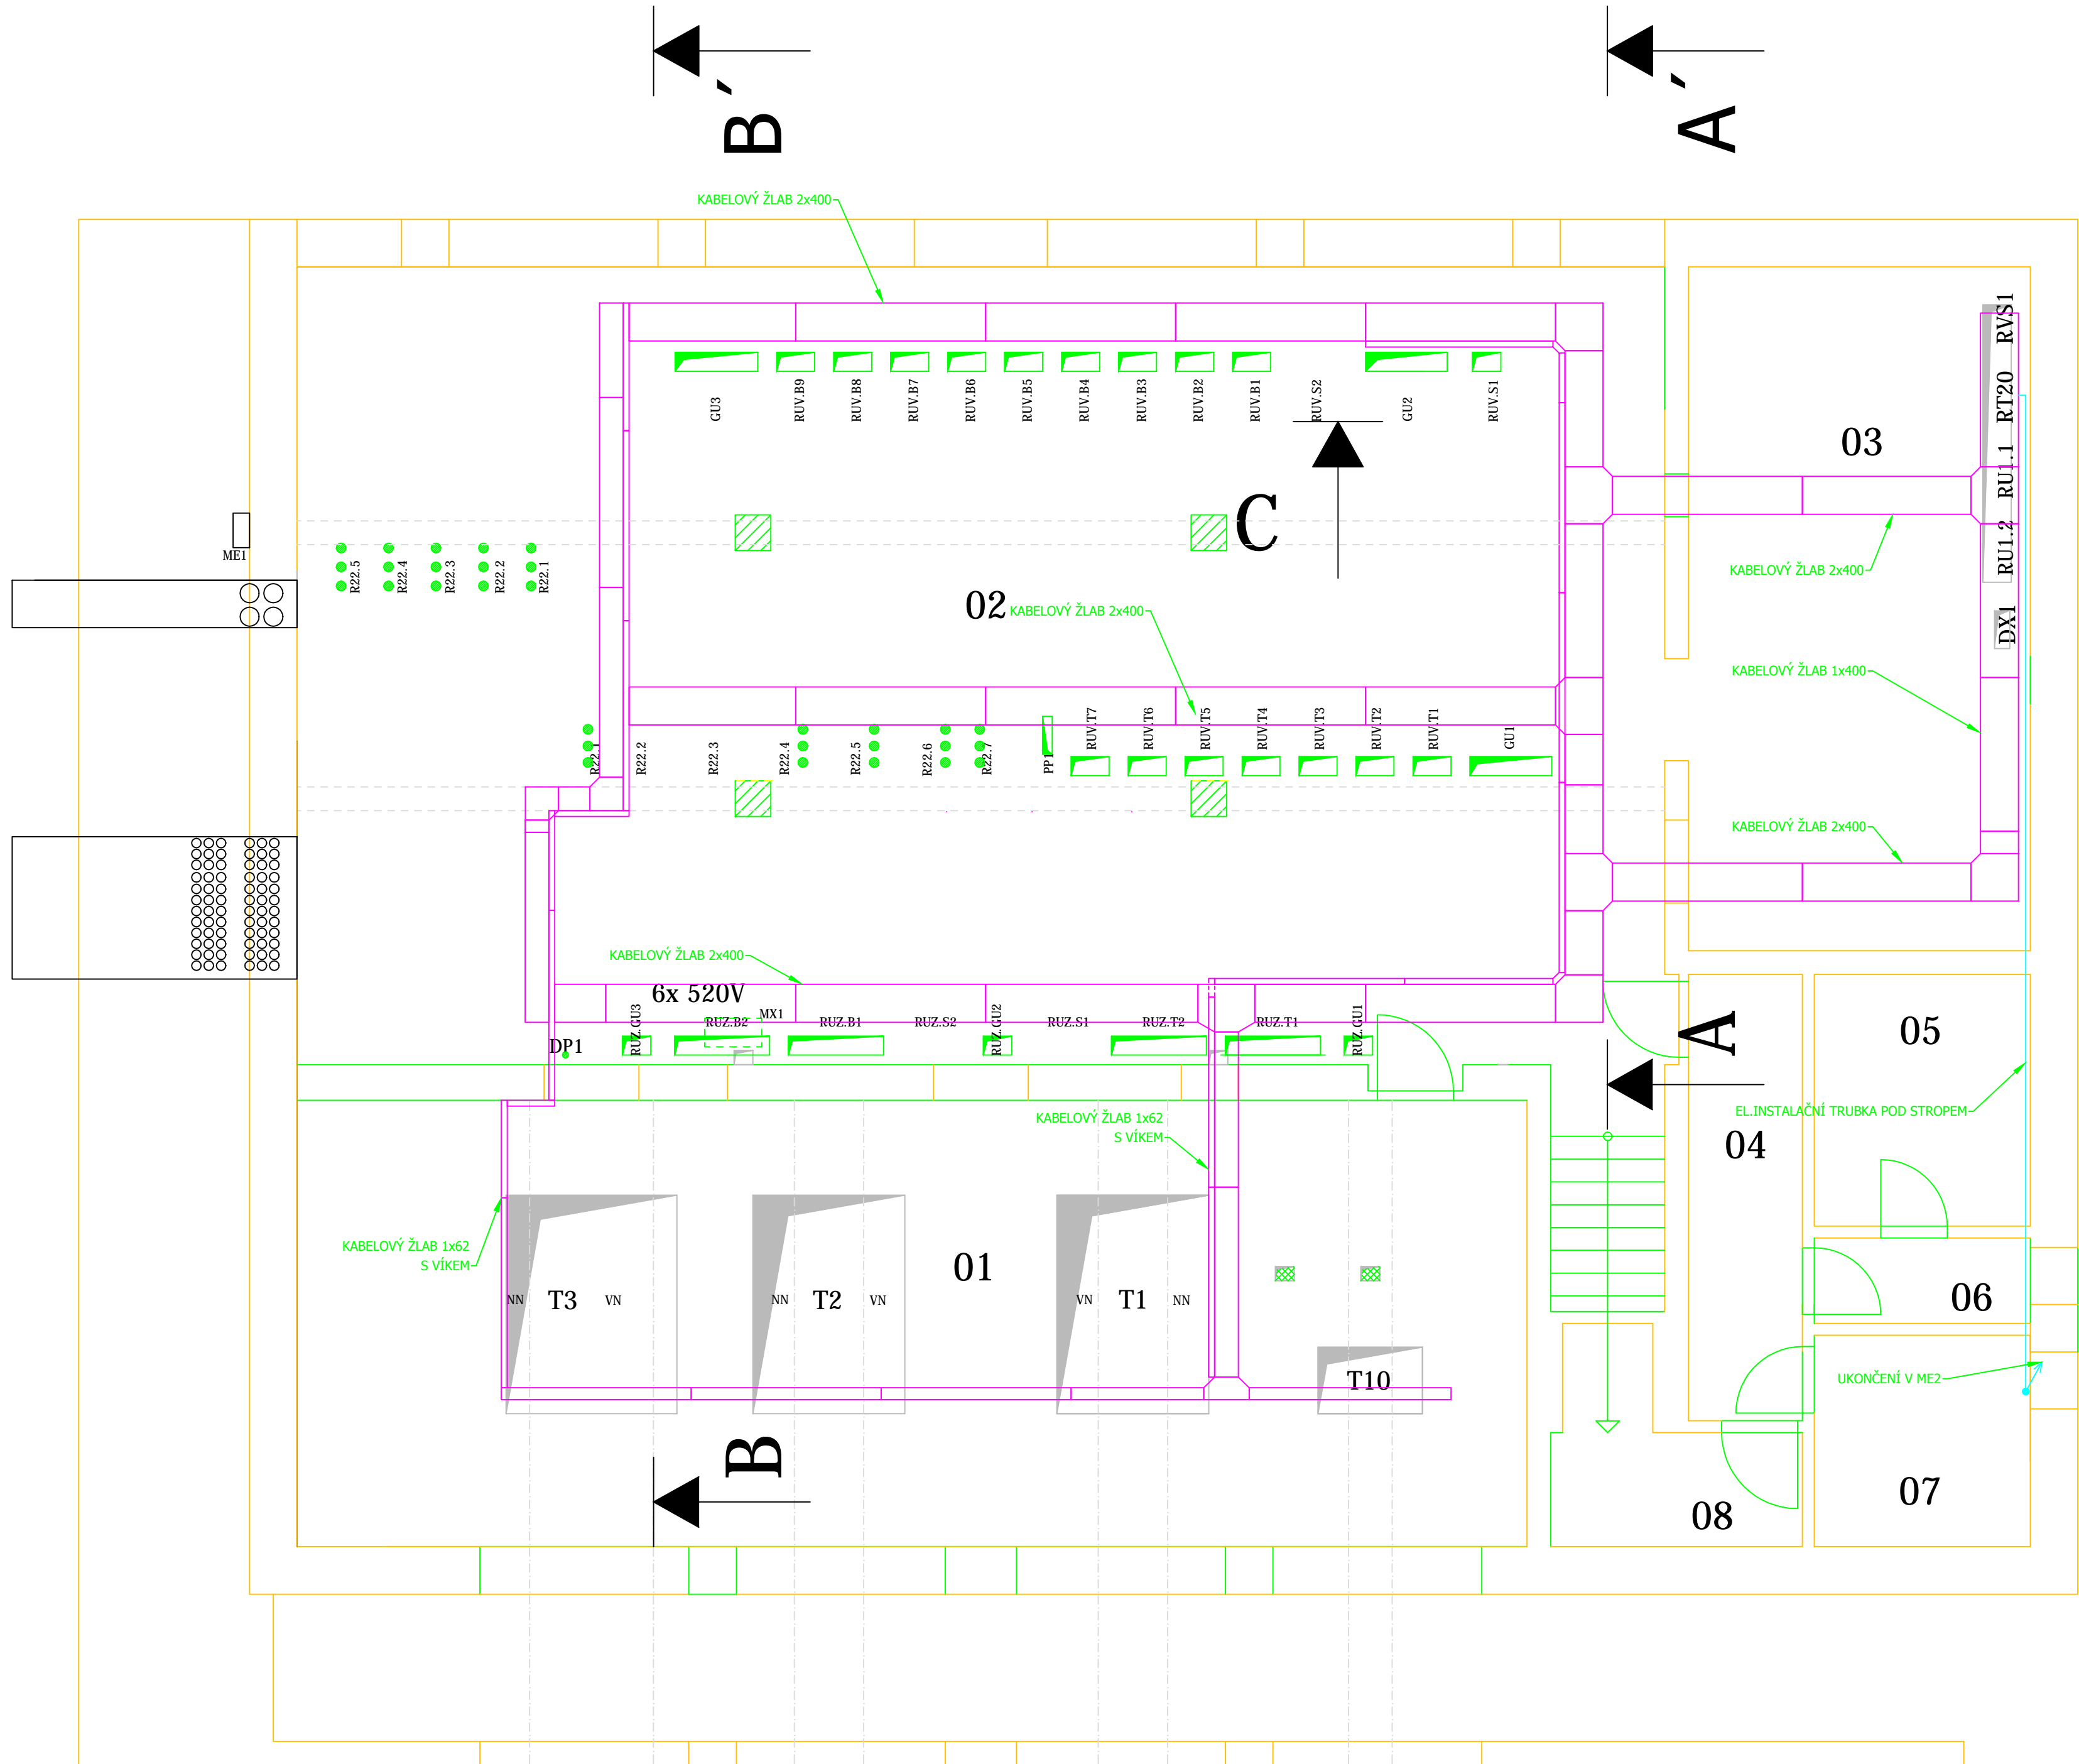 B´
A´
KABELOVÝ ŽLAB 2x400
GU3
RUV.B9
RUV.B8
RUV.B7
RUV.B6
RUV.B5
RUV.B4
RUV.B3
RUV.B2
RUV.B1
RUV.S2
GU2
RUV.S1
RVS1
RT20
RU1.1
RU1.2
DX1
03
C
ME1
R22.5
R22.4
R22.3
R22.2
R22.1
KABELOVÝ ŽLAB 2x400
02
KABELOVÝ ŽLAB 2x400
KABELOVÝ ŽLAB 1x400
R22.1
R22.2
R22.3
R22.4
R22.5
R22.6
R22.7
PP1
RUV.T7
RUV.T6
RUV.T5
RUV.T4
RUV.T3
RUV.T2
RUV.T1
GU1
KABELOVÝ ŽLAB 2x400
KABELOVÝ ŽLAB 2x400
6x 520V
MX1
DP1
RUZ.GU3
RUZ.B2
RUZ.B1
RUZ.S2
RUZ.GU2
RUZ.S1
RUZ.T2
RUZ.T1
RUZ.GU1
A
05
EL.INSTALAČNÍ TRUBKA POD STROPEM
KABELOVÝ ŽLAB 1x62
S VÍKEM
04
KABELOVÝ ŽLAB 1x62
S VÍKEM
01
NN
T3
VN
NN
T2
VN
VN
T1
NN
06
T10
UKONČENÍ V ME2
B
07
08